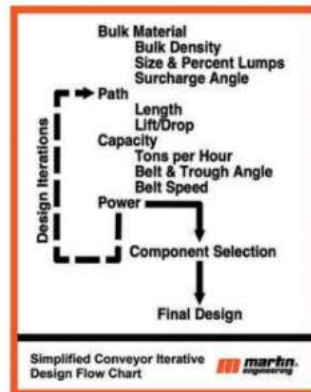 Bulk Material
Bulk Density
Size & Percent Lumps
Surcharge Angle
Path
Length
Lift/Drop
Capacity
Tons per Hour
Belt & Trough Angle
Belt Speed
Power
Design Iterations
Component Selection
Final Design
Simplified Conveyor Iterative
Design Flow Chart
martin
engineering